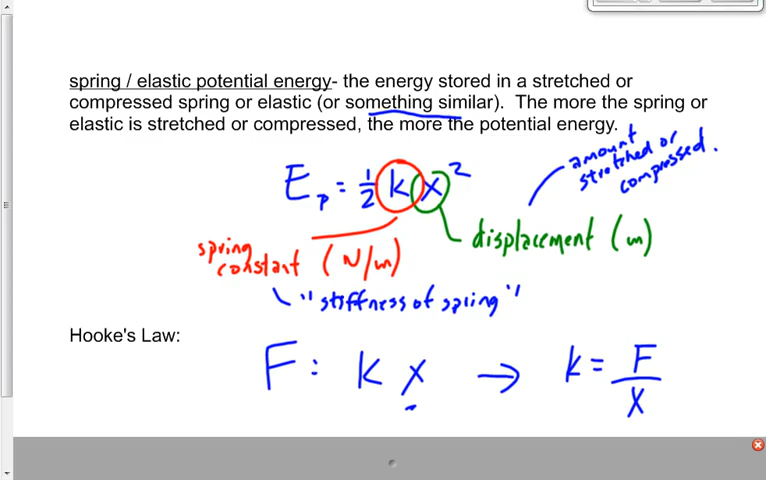 spring / elastic potential energy- the energy stored in a stretched or
compressed spring or elastic (or something similar).  The more the spring or
elastic is stretched or compressed, the more the potential energy.
amount
stretched or
compressed.
Eₚ = ½ k x²
spring
constant (N/m)
displacement (m)
"stiffness of spring"
Hooke's Law:
F = k x → k = F/x